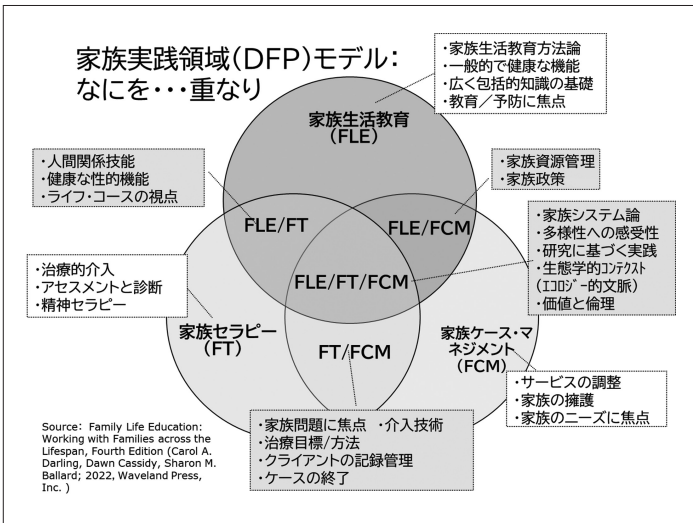 家族実践領域(DFP)モデル:
なにを・・・重なり
・家族生活教育方法論
・一般的で健康な機能
・広く包括的知識の基礎
・教育／予防に焦点
家族生活教育
(FLE)
・人間関係技能
・健康な性的機能
・ライフ・コースの視点
・家族資源管理
・家族政策
FLE/FT
FLE/FCM
・家族システム論
・多様性への感受性
・研究に基づく実践
・生態学的ｺﾝﾃｸｽﾄ
(ｴｺﾛｼﾞｰ的文脈)
・価値と倫理
FLE/FT/FCM
・治療的介入
・アセスメントと診断
・精神セラピー
家族セラピー
(FT)
FT/FCM
家族ケース・マ
ネジメント
(FCM)
・サービスの調整
・家族の擁護
・家族のニーズに焦点
・家族問題に焦点 ・介入技術
・治療目標/方法
・クライアントの記録管理
・ケースの終了
Source: Family Life Education:
Working with Families across the
Lifespan, Fourth Edition (Carol A.
Darling, Dawn Cassidy, Sharon M.
Ballard; 2022, Waveland Press,
Inc. )